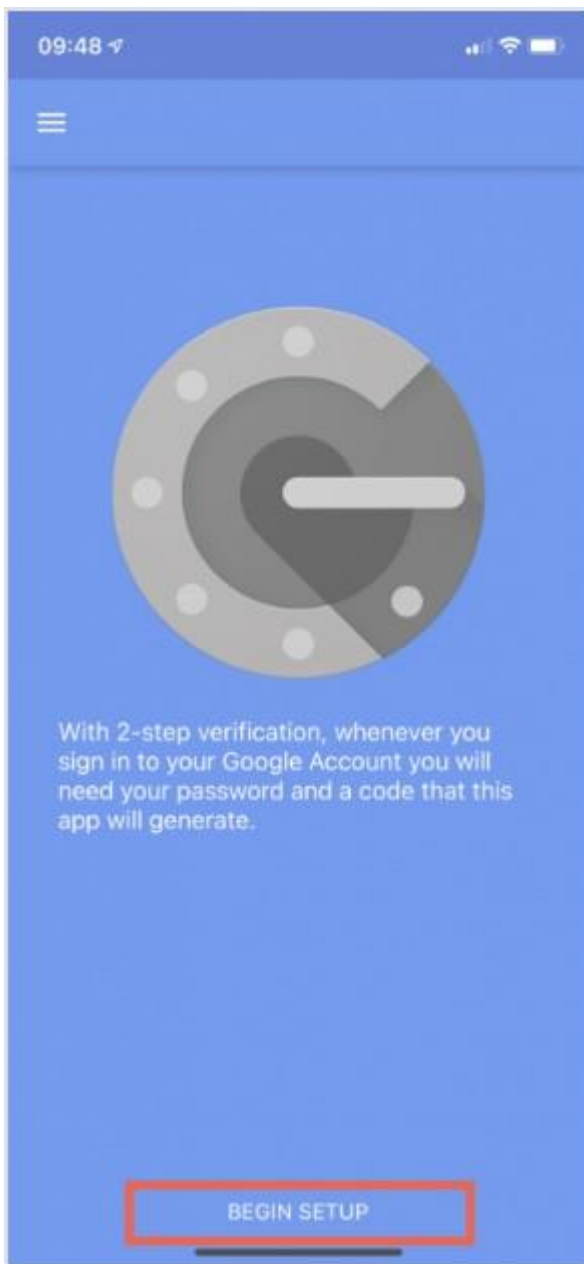 09:48
With 2-step verification, whenever you
sign in to your Google Account you will
need your password and a code that this
app will generate.
BEGIN SETUP